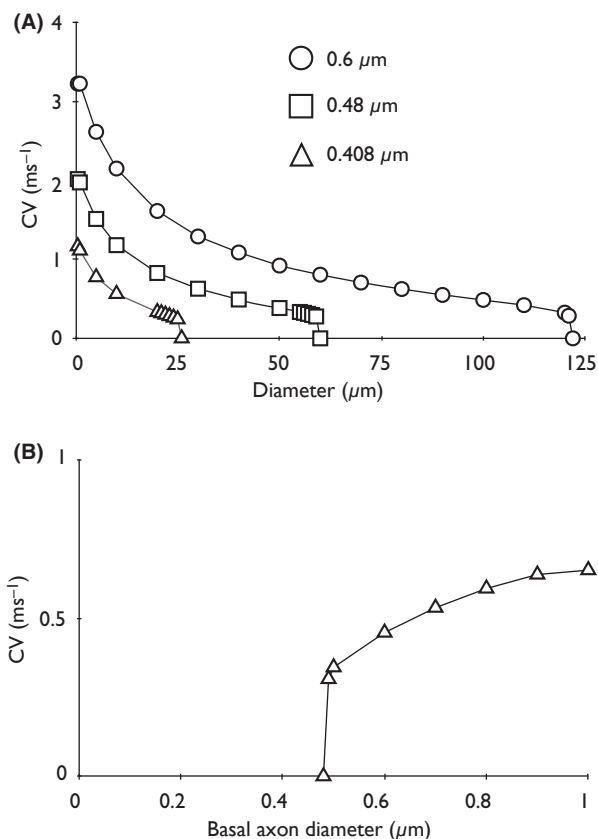 (A)
4
3
2
1
0
CV (ms−1)
0.6 µm
0.48 µm
0.408 µm
0 25 50 75 100 125
Diameter (µm)
(B)
1
0.5
0
CV (ms−1)
0 0.2 0.4 0.6 0.8 1
Basal axon diameter (µm)